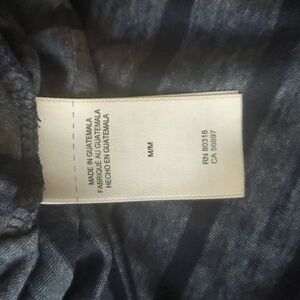 MADE IN GUATEMALA
FABRIQUÉ AU GUATEMALA
HECHO EN GUATEMALA
M/M
RN 80318
CA 56897